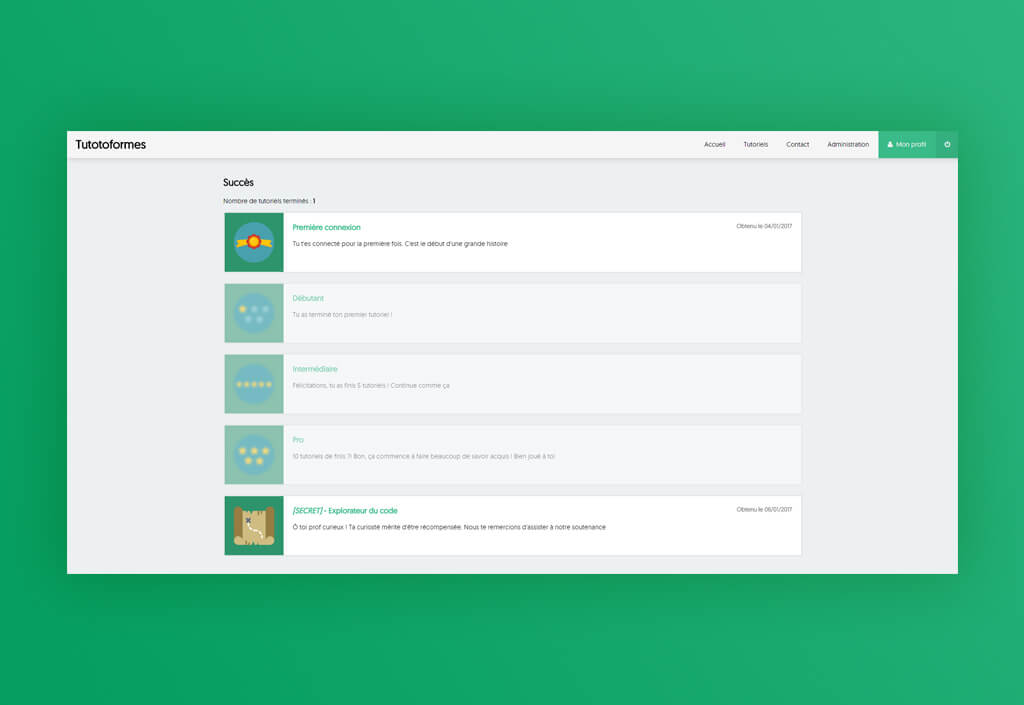 Tutotoformes
Accueil Tutoriels Contact Administration Mon profil
Succès
Nombre de tutoriels terminés : 1
Première connexion Obtenu le 04/01/2017
Tu t'es connecté pour la première fois. C'est le début d'une grande histoire
Débutant
Tu as terminé ton premier tutoriel !
Intermédiaire
Félicitations, tu as finis 5 tutoriels ! Continue comme ça
Pro
10 tutoriels de finis ?! Bon, ça commence à faire beaucoup de savoir acquis ! Bien joué à toi
[SECRET] - Explorateur du code Obtenu le 06/01/2017
Ô toi prof curieux ! Ta curiosité mérite d'être récompensée. Nous te remercions d'assister à notre soutenance